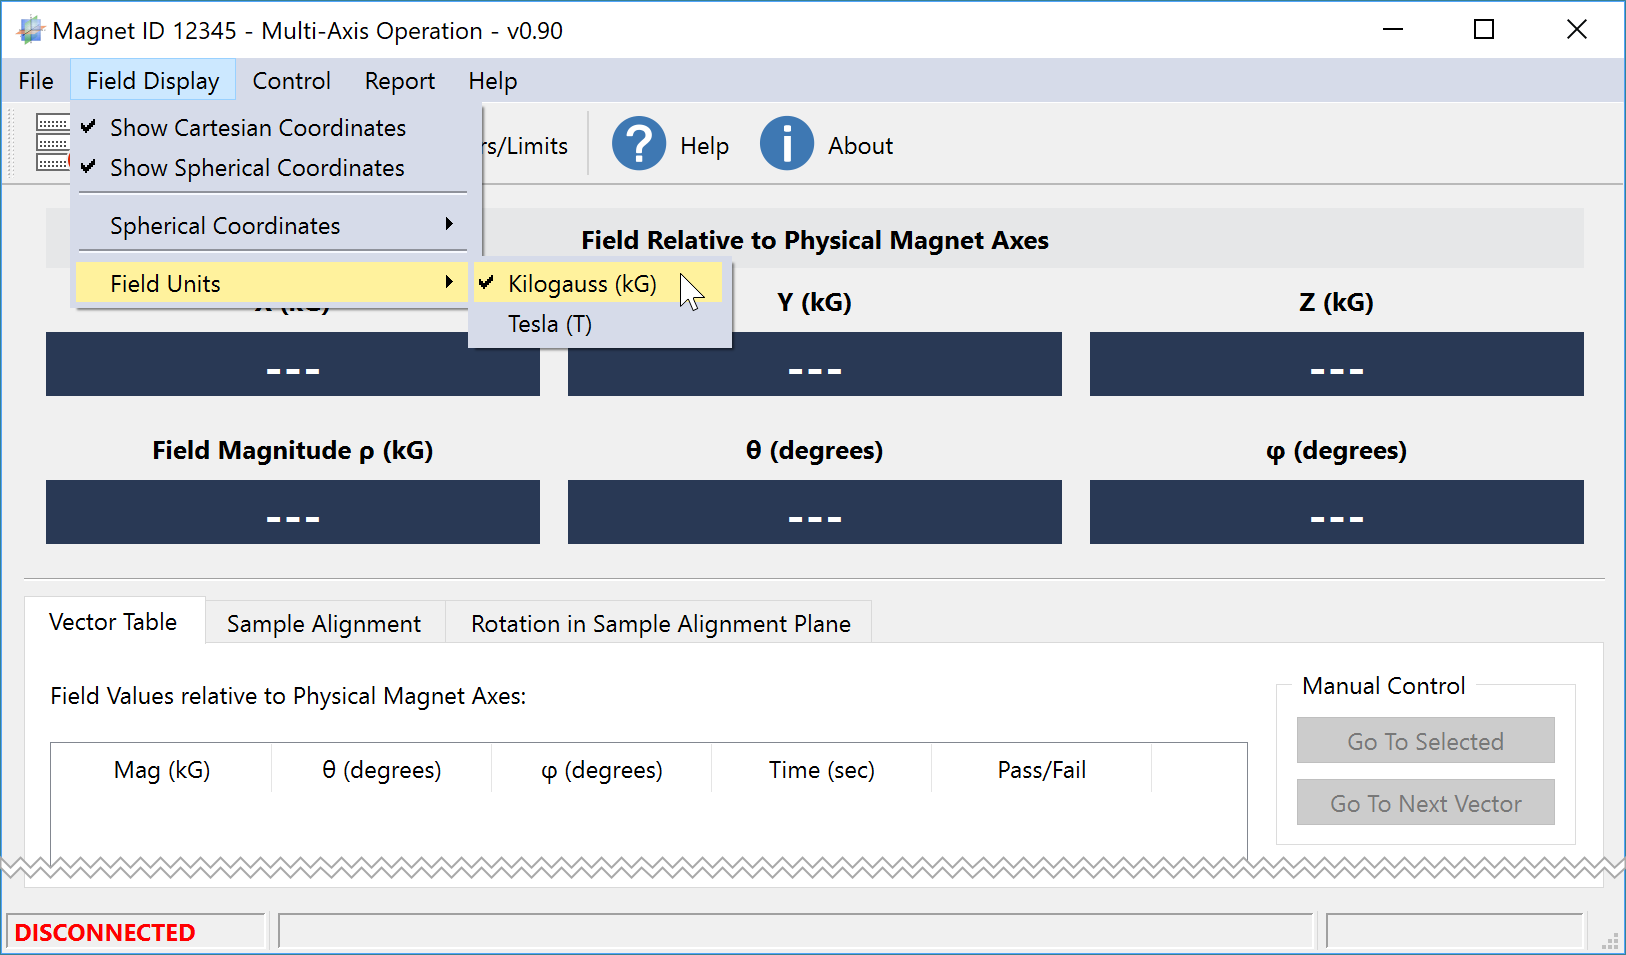 Magnet ID 12345 - Multi-Axis Operation - v0.90
File Field Display Control Report Help
Show Cartesian Coordinates
Show Spherical Coordinates
Spherical Coordinates
Field Units
Kilogauss (kG)
Tesla (T)
/Limits Help About
Field Relative to Physical Magnet Axes
Y (kG) Z (kG)
--- --- ---
Field Magnitude ρ (kG) θ (degrees) φ (degrees)
--- --- ---
Vector Table Sample Alignment Rotation in Sample Alignment Plane
Field Values relative to Physical Magnet Axes:
Manual Control
Mag (kG) θ (degrees) φ (degrees) Time (sec) Pass/Fail
Go To Selected
Go To Next Vector
DISCONNECTED